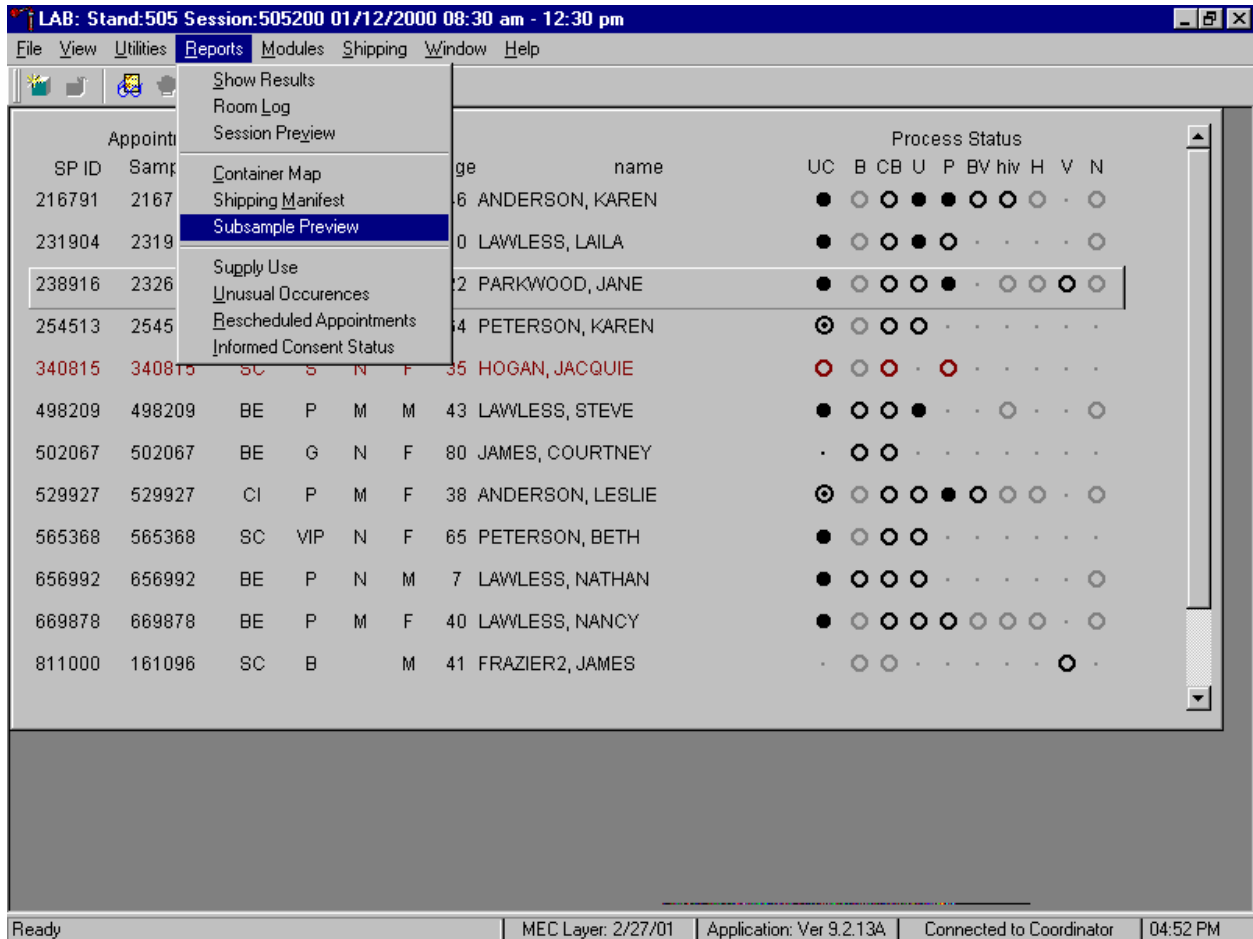 LAB: Stand:505 Session:505200 01/12/2000 08:30 am - 12:30 pm
File View Utilities Reports Modules Shipping Window Help
Show Results
Room Log
Session Preview
Container Map
Shipping Manifest
Subsample Preview
Supply Use
Unusual Occurences
Rescheduled Appointments
Informed Consent Status
Process Status
SP ID name UC B CB U P BV hiv H V N
216791 2167 ANDERSON, KAREN
231904 2319 LAWLESS, LAILA
238916 2326 PARKWOOD, JANE
254513 2545 PETERSON, KAREN
340815 340815 SC S N F 35 HOGAN, JACQUIE
498209 498209 BE P M M 43 LAWLESS, STEVE
502067 502067 BE G N F 80 JAMES, COURTNEY
529927 529927 CI P M F 38 ANDERSON, LESLIE
565368 565368 SC VIP N F 65 PETERSON, BETH
656992 656992 BE P N M 7 LAWLESS, NATHAN
669878 669878 BE P M F 40 LAWLESS, NANCY
811000 161096 SC B M 41 FRAZIER2, JAMES
Ready MEC Layer: 2/27/01 Application: Ver 9.2.13A Connected to Coordinator 04:52 PM